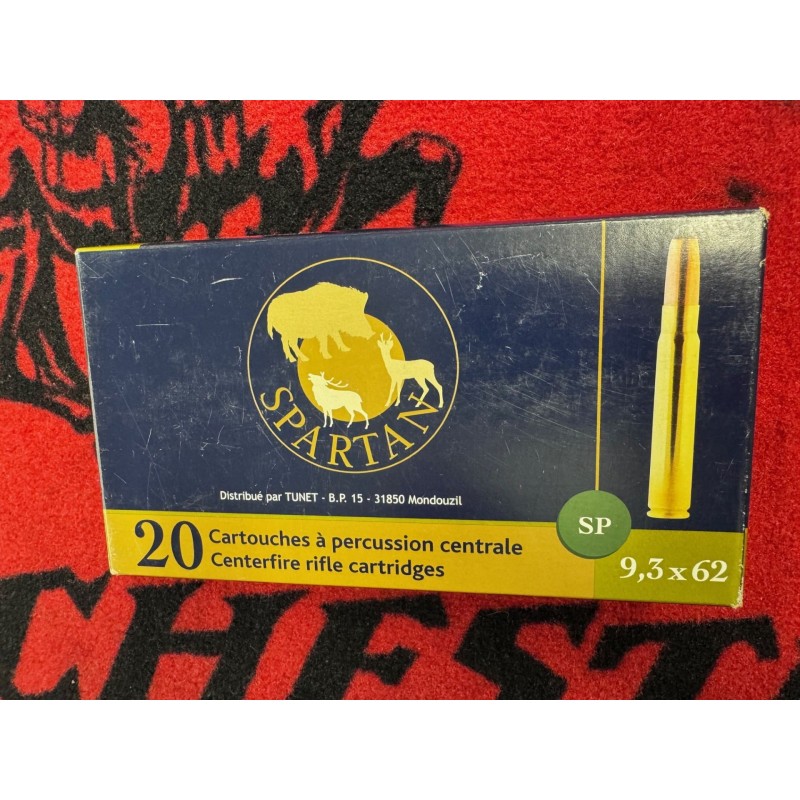 SPARTAN
Distribué par TUNET - B.P. 15 - 31850 Mondouzil
20 Cartouches à percussion centrale
Centerfire rifle cartridges
SP
9,3 x 62
CHEST